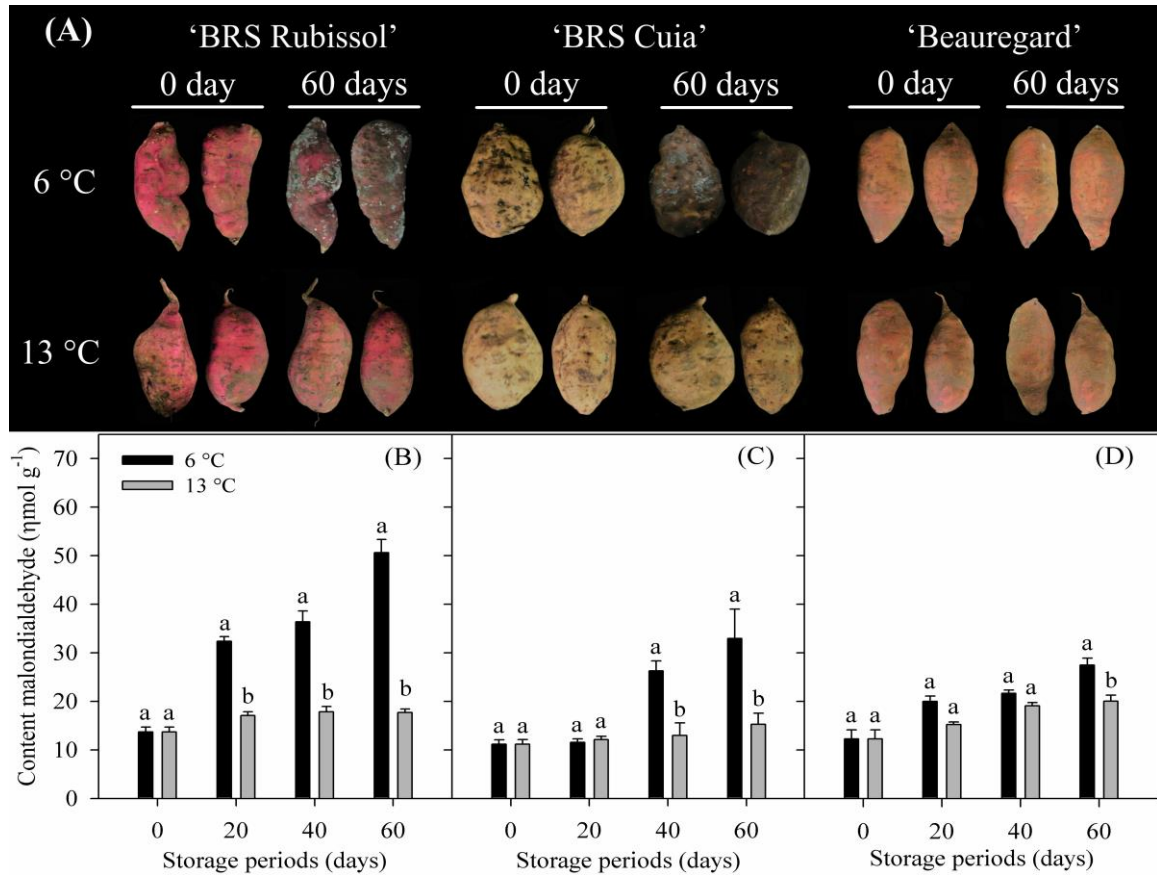 (A) ‘BRS Rubissol’ ‘BRS Cuia’ ‘Beauregard’
0 day 60 days 0 day 60 days 0 day 60 days
6 °C
13 °C
(B) (C) (D)
6 °C
13 °C
Content malondialdehyde (ηmol g⁻¹)
70
60
50
40
30
20
10
0
a a a b a b a b
a a a a a b a b
a a a a a a a b
0 20 40 60 0 20 40 60 0 20 40 60
Storage periods (days) Storage periods (days) Storage periods (days)